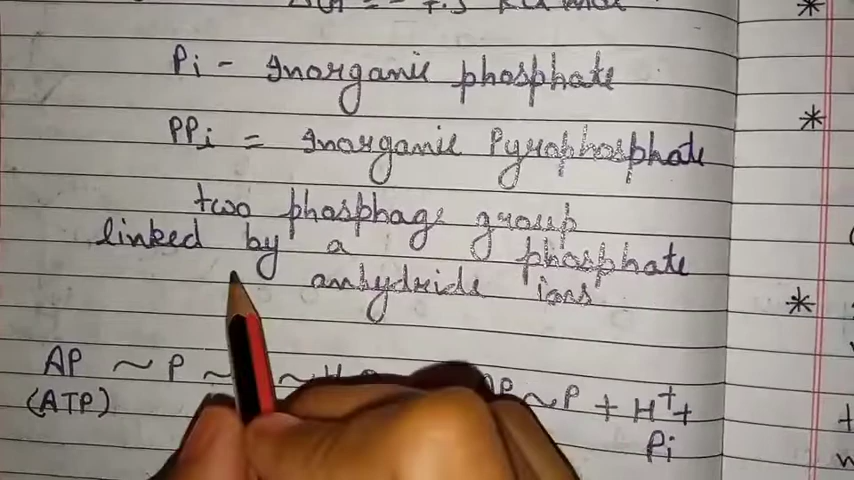 Pi - Inorganic phosphate
PPi = Inorganic Pyrophosphate
two phosphage group
linked by a phosphate
anhydride ions
AP ~ P ~ ~ P + H+ +
(ATP) Pi